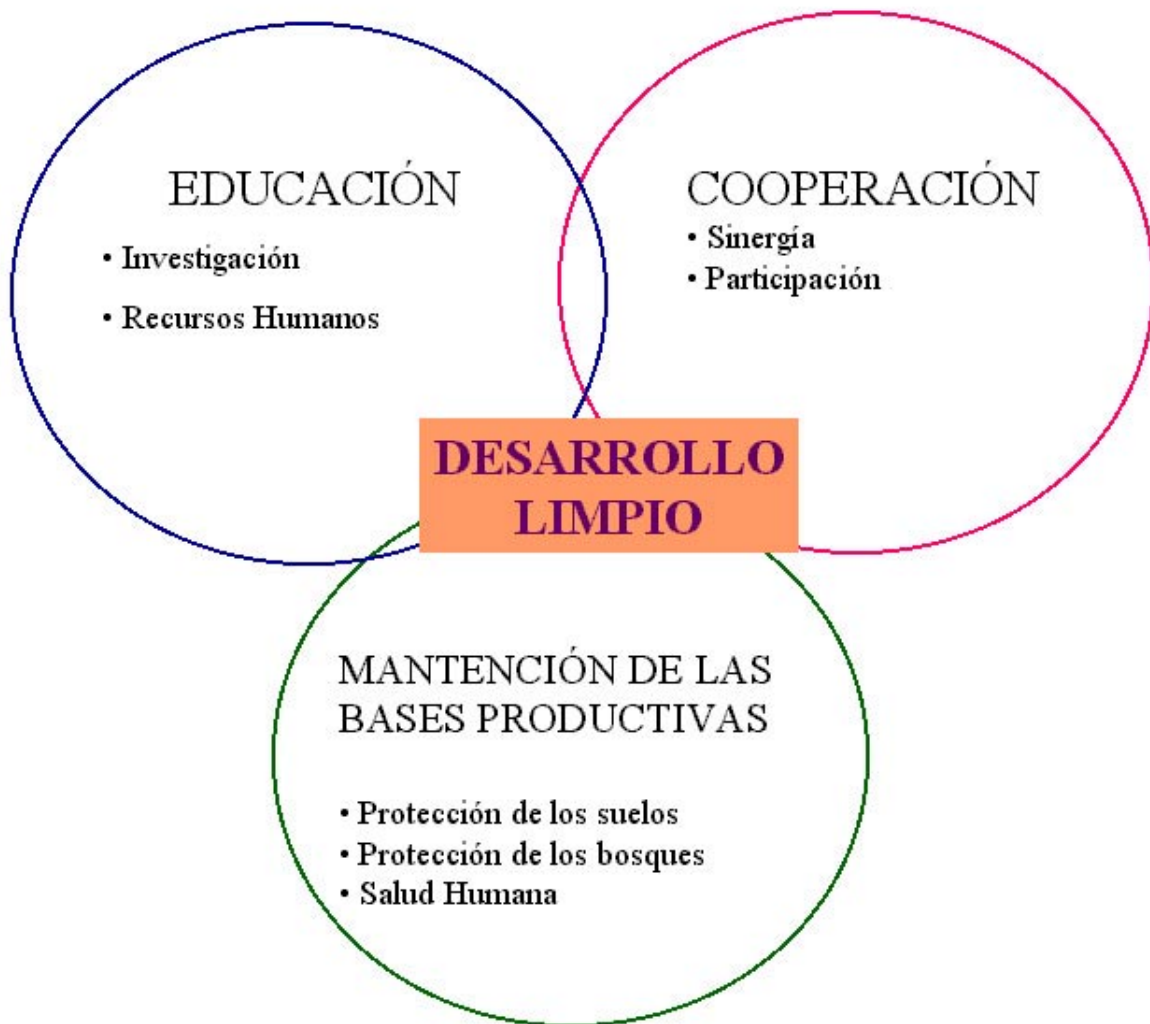 EDUCACIÓN
• Investigación
• Recursos Humanos
COOPERACIÓN
• Sinergía
• Participación
DESARROLLO
LIMPIO
MANTENCIÓN DE LAS
BASES PRODUCTIVAS
• Protección de los suelos
• Protección de los bosques
• Salud Humana